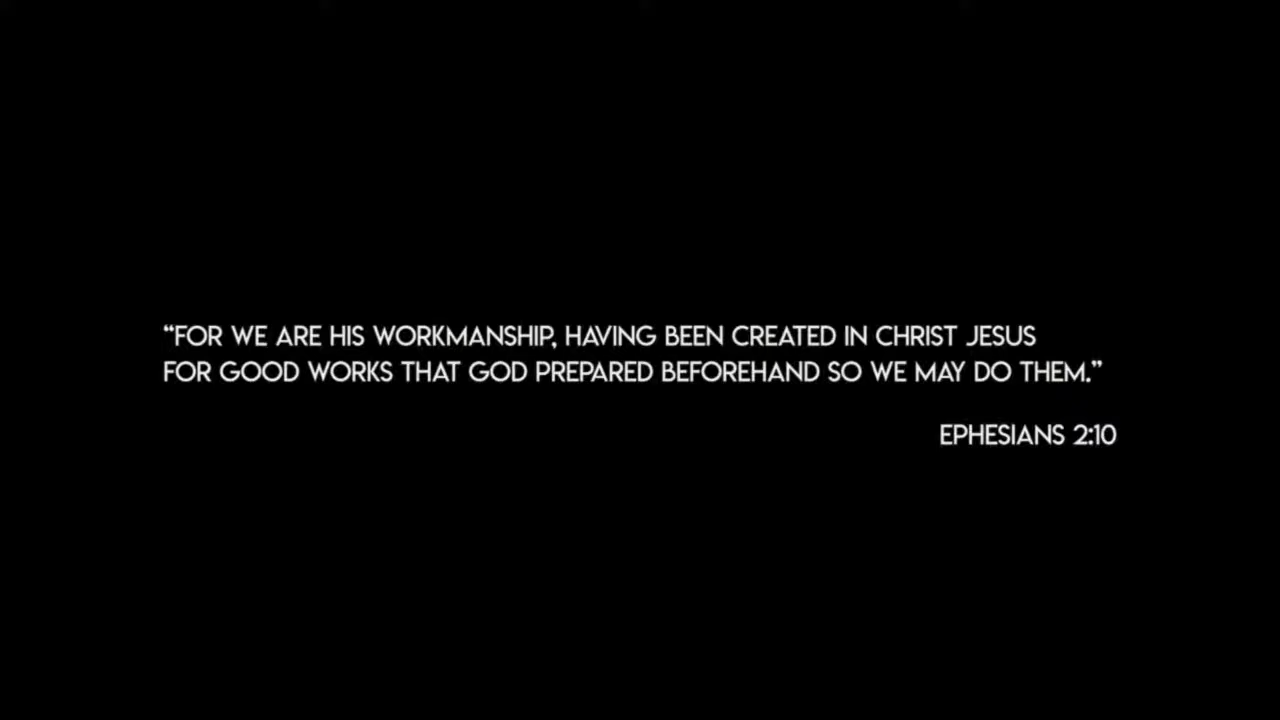 “FOR WE ARE HIS WORKMANSHIP, HAVING BEEN CREATED IN CHRIST JESUS
FOR GOOD WORKS THAT GOD PREPARED BEFOREHAND SO WE MAY DO THEM.”
EPHESIANS 2:10